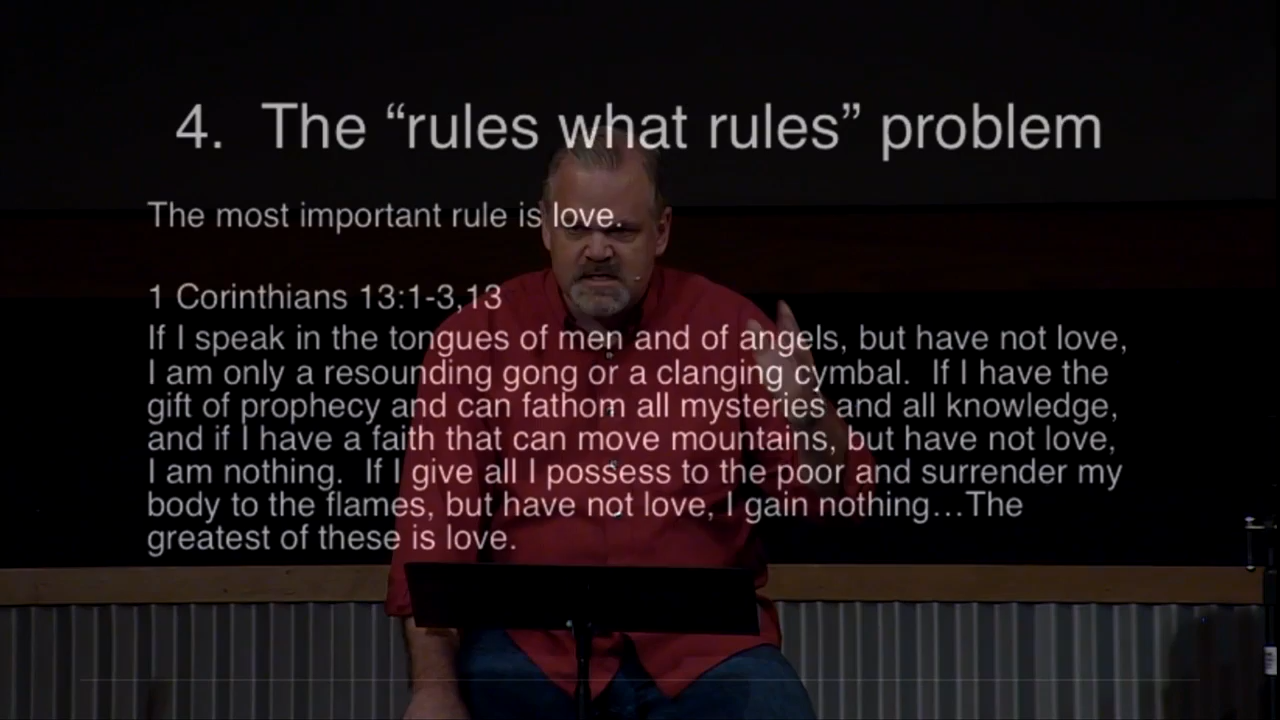 4. The “rules what rules” problem
The most important rule is love.
1 Corinthians 13:1-3,13
If I speak in the tongues of men and of angels, but have not love,
I am only a resounding gong or a clanging cymbal. If I have the
gift of prophecy and can fathom all mysteries and all knowledge,
and if I have a faith that can move mountains, but have not love,
I am nothing. If I give all I possess to the poor and surrender my
body to the flames, but have not love, I gain nothing…The
greatest of these is love.